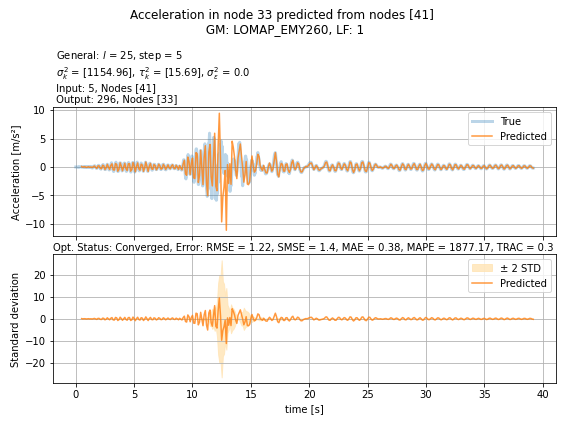 Acceleration in node 33 predicted from nodes [41]
GM: LOMAP_EMY260, LF: 1
General: l = 25, step = 5
σ²ₖ = [1154.96], τ²ₖ = [15.69], σ²ε = 0.0
Input: 5, Nodes [41]
Output: 296, Nodes [33]
10
5
0
−5
−10
Acceleration [m/s²]
True
Predicted
Opt. Status: Converged, Error: RMSE = 1.22, SMSE = 1.4, MAE = 0.38, MAPE = 1877.17, TRAC = 0.3
20
10
0
−10
−20
Standard deviation
± 2 STD
Predicted
0 5 10 15 20 25 30 35 40
time [s]